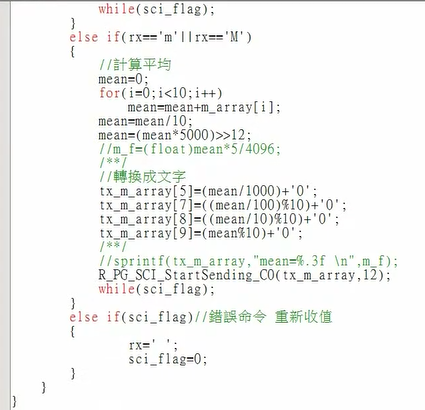 while(sci_flag);
}
else if(rx=='m'||rx=='M')
{
//計算平均
mean=0;
for(i=0;i<10;i++)
mean=mean+m_array[i];
mean=mean/10;
mean=(mean*5000)>>12;
//m_f=(float)mean*5/4096;
/**/
//轉換成文字
tx_m_array[5]=(mean/1000)+'0';
tx_m_array[7]=((mean/100)%10)+'0';
tx_m_array[8]=((mean/10)%10)+'0';
tx_m_array[9]=(mean%10)+'0';
/**/
//sprintf(tx_m_array,"mean=%.3f \n",m_f);
R_PG_SCI_StartSending_C0(tx_m_array,12);
while(sci_flag);
}
else if(sci_flag)//錯誤命令 重新收值
{
rx=' ';
sci_flag=0;
}
}
}